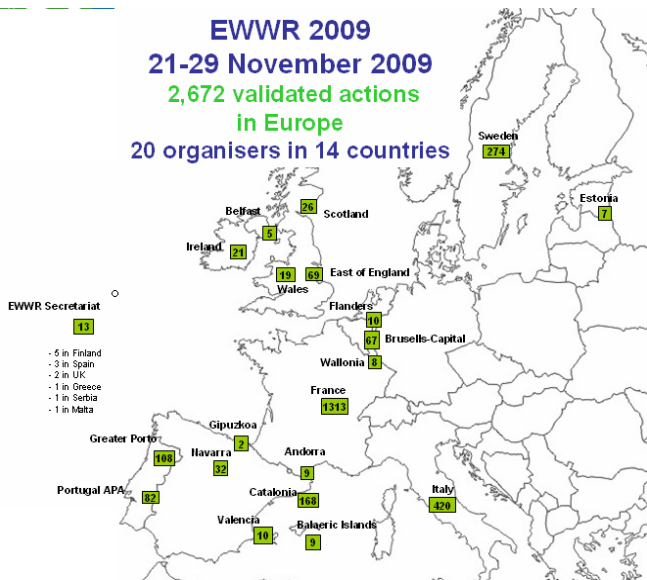 EWWR 2009
21-29 November 2009
2,672 validated actions
in Europe
20 organisers in 14 countries
Sweden
274
Estonia
7
26
Scotland
Belfast
5
Ireland
21
19
Wales
69
East of England
EWWR Secretariat
13
- 5 in Finland
- 3 in Spain
- 2 in UK
- 1 in Greece
- 1 in Serbia
- 1 in Malta
Flanders
10
67
Brusells-Capital
Wallonia
8
France
1313
Gipuzkoa
2
Greater Porto
108
Navarra
32
Andorra
9
Portugal APA
82
Catalonia
168
Italy
420
Valencia
10
Balaeric Islands
9